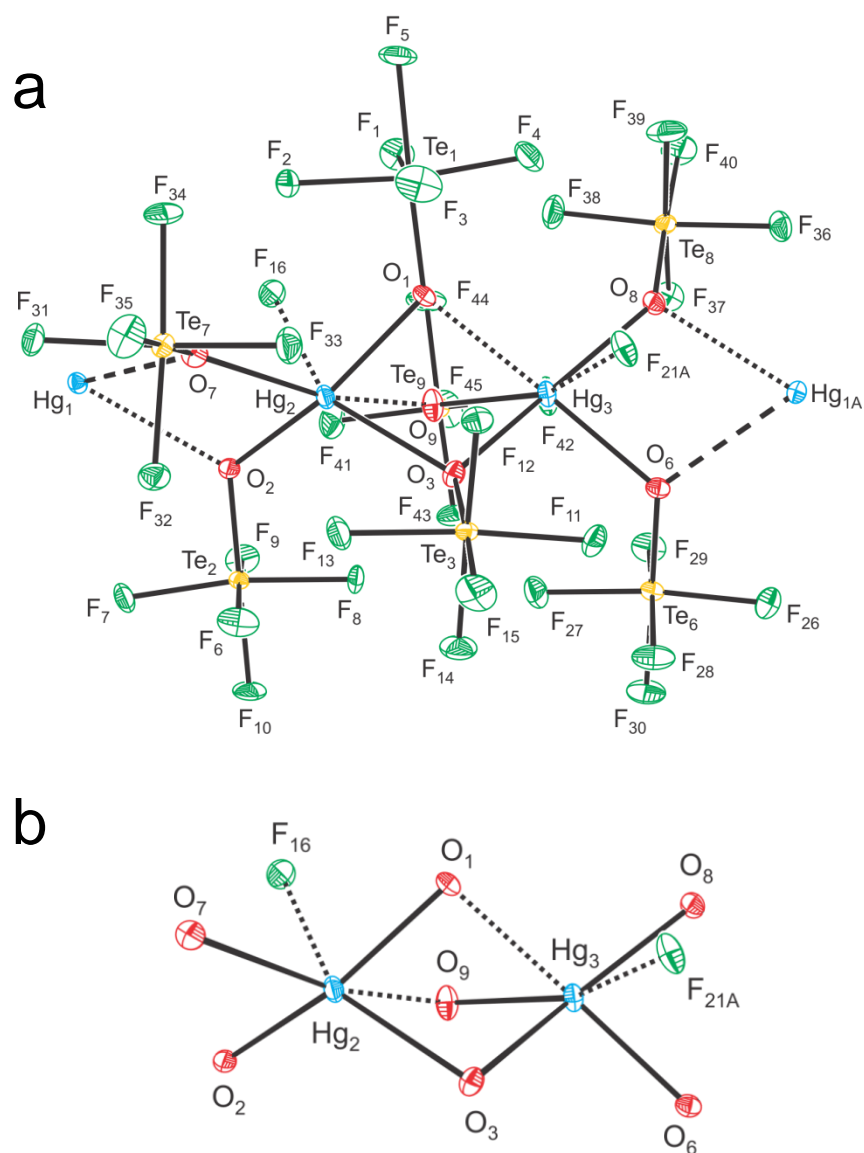 a
F₅
F₁ Te₁ F₄ F₃₉
F₂ F₄₀
F₃₄ F₃ F₃₈
F₁₆ Te₈ F₃₆
F₃₁ F₃₅ Te₇ O₁ F₄₄ O₈ F₃₇
F₃₃
O₇ Te₉ F₄₅ F₂₁A
Hg₁ Hg₂ Hg₃ Hg₁A
O₉ F₄₂
F₄₁ F₁₂
O₂ O₃ O₆
F₃₂ F₄₃ F₁₁
F₉ F₁₃ Te₃ F₂₉
Te₂
F₇ F₈ F₁₅ F₂₇ Te₆ F₂₆
F₆ F₁₄ F₂₈
F₁₀ F₃₀
b
F₁₆ O₁ O₈
O₇
O₉ Hg₃
Hg₂ F₂₁A
O₂
O₃ O₆